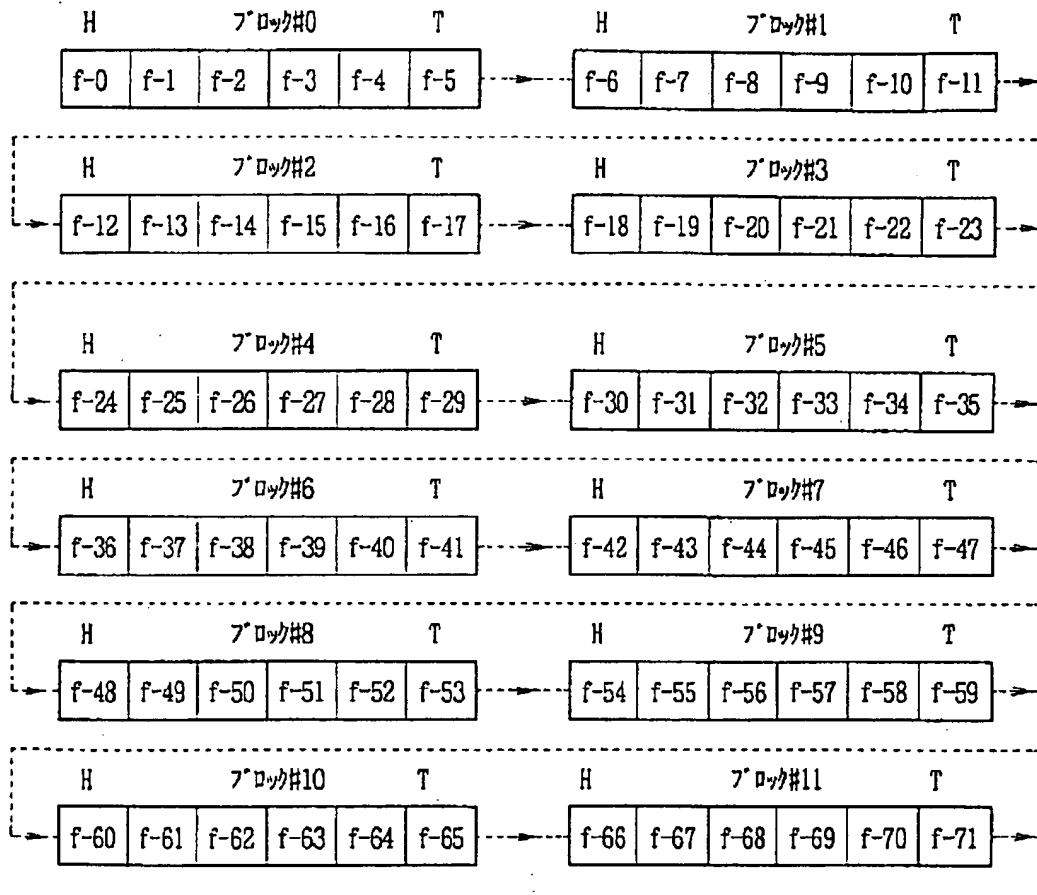 H ブロック#0 T H ブロック#1 T
f-0 f-1 f-2 f-3 f-4 f-5 f-6 f-7 f-8 f-9 f-10 f-11
H ブロック#2 T H ブロック#3 T
f-12 f-13 f-14 f-15 f-16 f-17 f-18 f-19 f-20 f-21 f-22 f-23
H ブロック#4 T H ブロック#5 T
f-24 f-25 f-26 f-27 f-28 f-29 f-30 f-31 f-32 f-33 f-34 f-35
H ブロック#6 T H ブロック#7 T
f-36 f-37 f-38 f-39 f-40 f-41 f-42 f-43 f-44 f-45 f-46 f-47
H ブロック#8 T H ブロック#9 T
f-48 f-49 f-50 f-51 f-52 f-53 f-54 f-55 f-56 f-57 f-58 f-59
H ブロック#10 T H ブロック#11 T
f-60 f-61 f-62 f-63 f-64 f-65 f-66 f-67 f-68 f-69 f-70 f-71